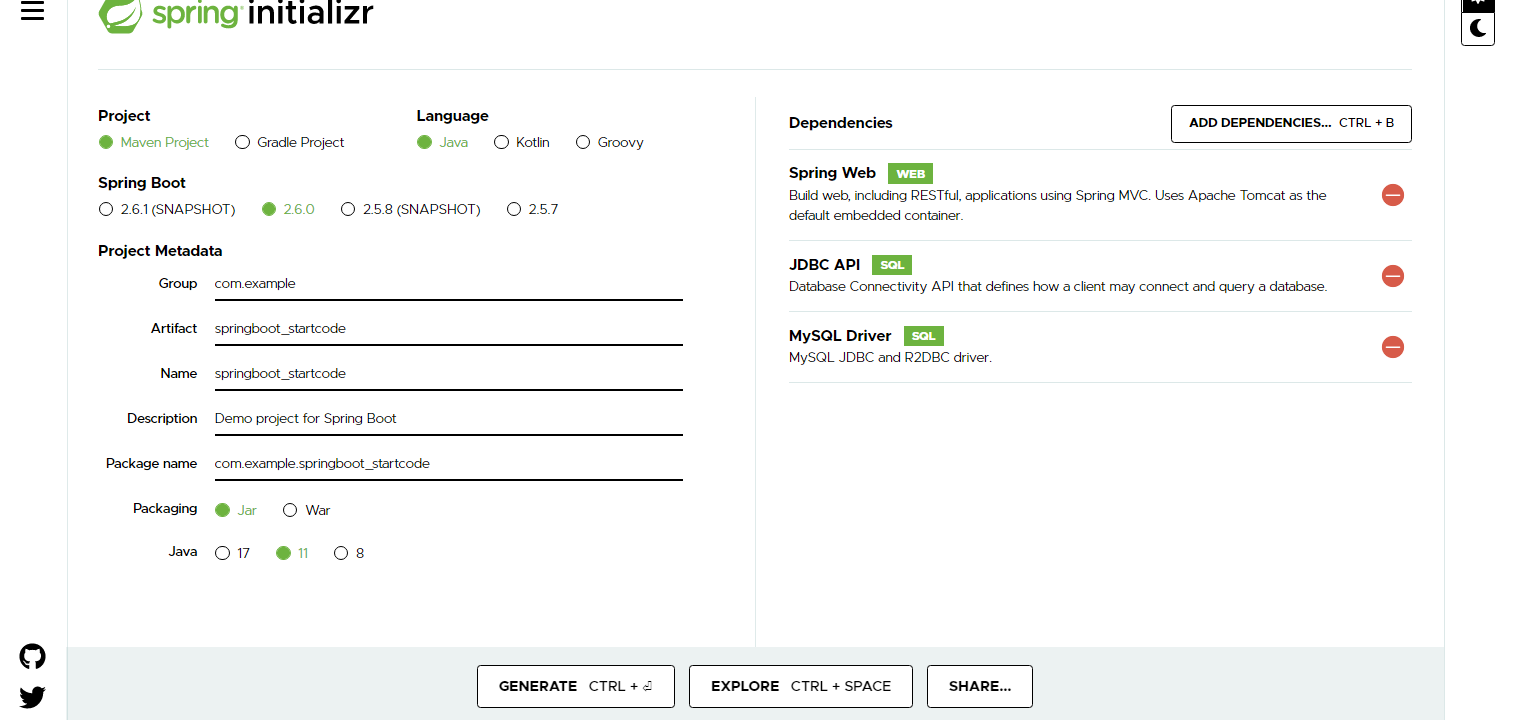 spring initializr
Project
Maven Project Gradle Project
Language
Java Kotlin Groovy
Spring Boot
2.6.1 (SNAPSHOT) 2.6.0 2.5.8 (SNAPSHOT) 2.5.7
Project Metadata
Group com.example
Artifact springboot_startcode
Name springboot_startcode
Description Demo project for Spring Boot
Package name com.example.springboot_startcode
Packaging Jar War
Java 17 11 8
Dependencies ADD DEPENDENCIES... CTRL + B
Spring Web WEB
Build web, including RESTful, applications using Spring MVC. Uses Apache Tomcat as the
default embedded container.
JDBC API SQL
Database Connectivity API that defines how a client may connect and query a database.
MySQL Driver SQL
MySQL JDBC and R2DBC driver.
GENERATE CTRL + ⏎ EXPLORE CTRL + SPACE SHARE...